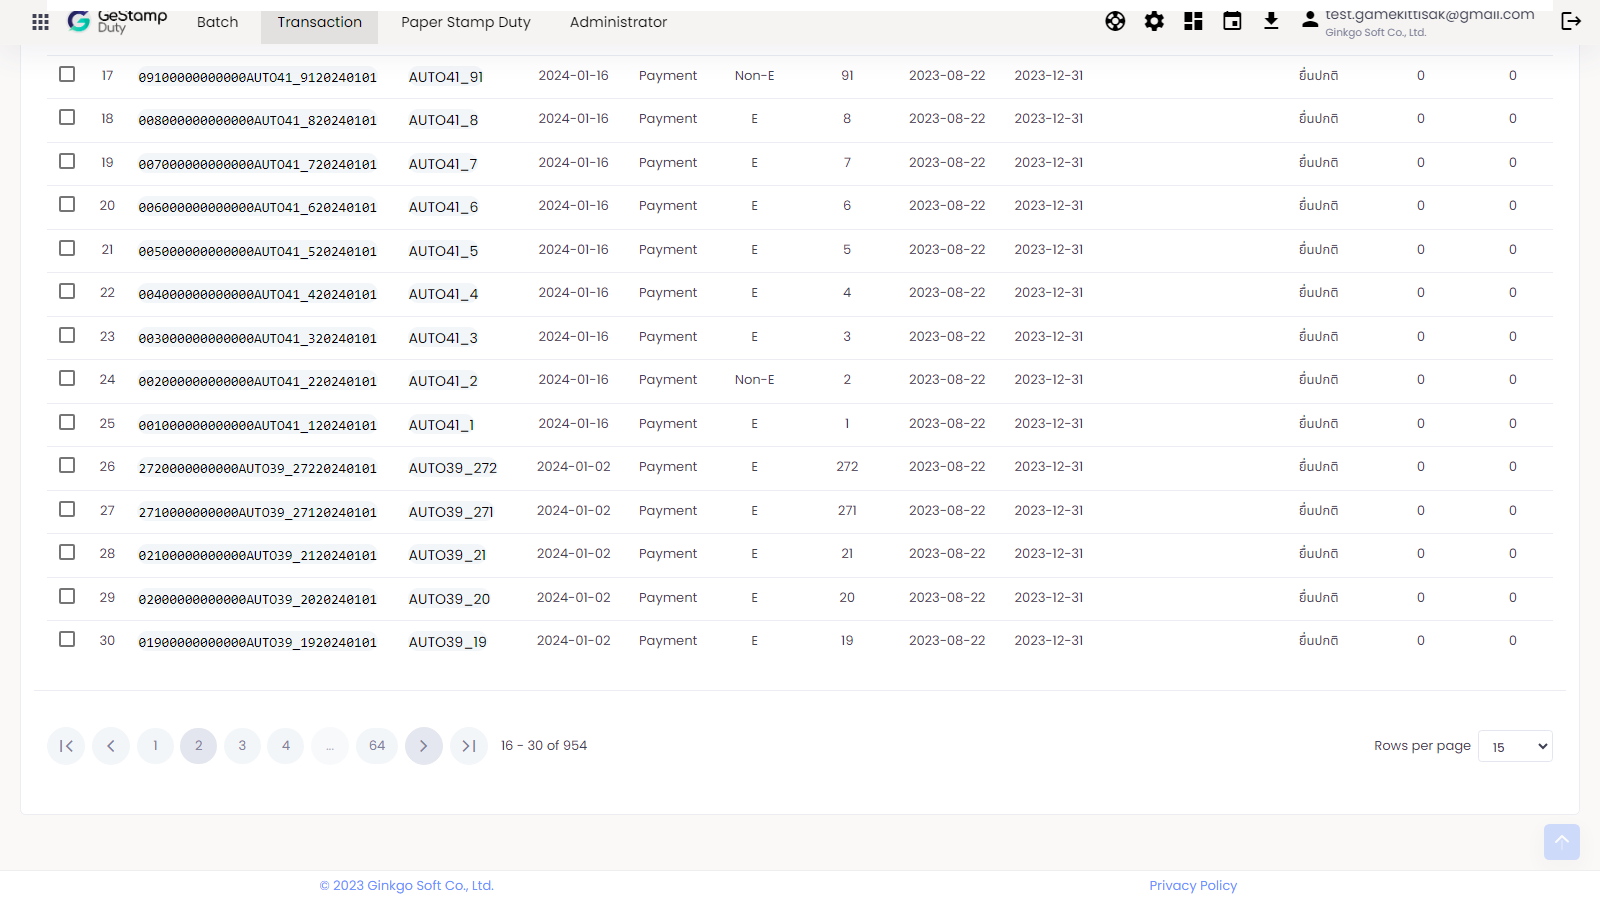 GeStamp Duty Batch Transaction Paper Stamp Duty Administrator test.gamekittisak@gmail.com
Ginkgo Soft Co., Ltd.
17 09100000000000AUTO41_9120240101 AUTO41_91 2024-01-16 Payment Non-E 91 2023-08-22 2023-12-31 ยื่นปกติ 0 0
18 008000000000000AUTO41_820240101 AUTO41_8 2024-01-16 Payment E 8 2023-08-22 2023-12-31 ยื่นปกติ 0 0
19 007000000000000AUTO41_720240101 AUTO41_7 2024-01-16 Payment E 7 2023-08-22 2023-12-31 ยื่นปกติ 0 0
20 006000000000000AUTO41_620240101 AUTO41_6 2024-01-16 Payment E 6 2023-08-22 2023-12-31 ยื่นปกติ 0 0
21 005000000000000AUTO41_520240101 AUTO41_5 2024-01-16 Payment E 5 2023-08-22 2023-12-31 ยื่นปกติ 0 0
22 004000000000000AUTO41_420240101 AUTO41_4 2024-01-16 Payment E 4 2023-08-22 2023-12-31 ยื่นปกติ 0 0
23 003000000000000AUTO41_320240101 AUTO41_3 2024-01-16 Payment E 3 2023-08-22 2023-12-31 ยื่นปกติ 0 0
24 002000000000000AUTO41_220240101 AUTO41_2 2024-01-16 Payment Non-E 2 2023-08-22 2023-12-31 ยื่นปกติ 0 0
25 001000000000000AUTO41_120240101 AUTO41_1 2024-01-16 Payment E 1 2023-08-22 2023-12-31 ยื่นปกติ 0 0
26 2720000000000AUTO39_27220240101 AUTO39_272 2024-01-02 Payment E 272 2023-08-22 2023-12-31 ยื่นปกติ 0 0
27 2710000000000AUTO39_27120240101 AUTO39_271 2024-01-02 Payment E 271 2023-08-22 2023-12-31 ยื่นปกติ 0 0
28 02100000000000AUTO39_2120240101 AUTO39_21 2024-01-02 Payment E 21 2023-08-22 2023-12-31 ยื่นปกติ 0 0
29 02000000000000AUTO39_2020240101 AUTO39_20 2024-01-02 Payment E 20 2023-08-22 2023-12-31 ยื่นปกติ 0 0
30 01900000000000AUTO39_1920240101 AUTO39_19 2024-01-02 Payment E 19 2023-08-22 2023-12-31 ยื่นปกติ 0 0
1 2 3 4 ... 64 16 - 30 of 954 Rows per page 15
© 2023 Ginkgo Soft Co., Ltd. Privacy Policy